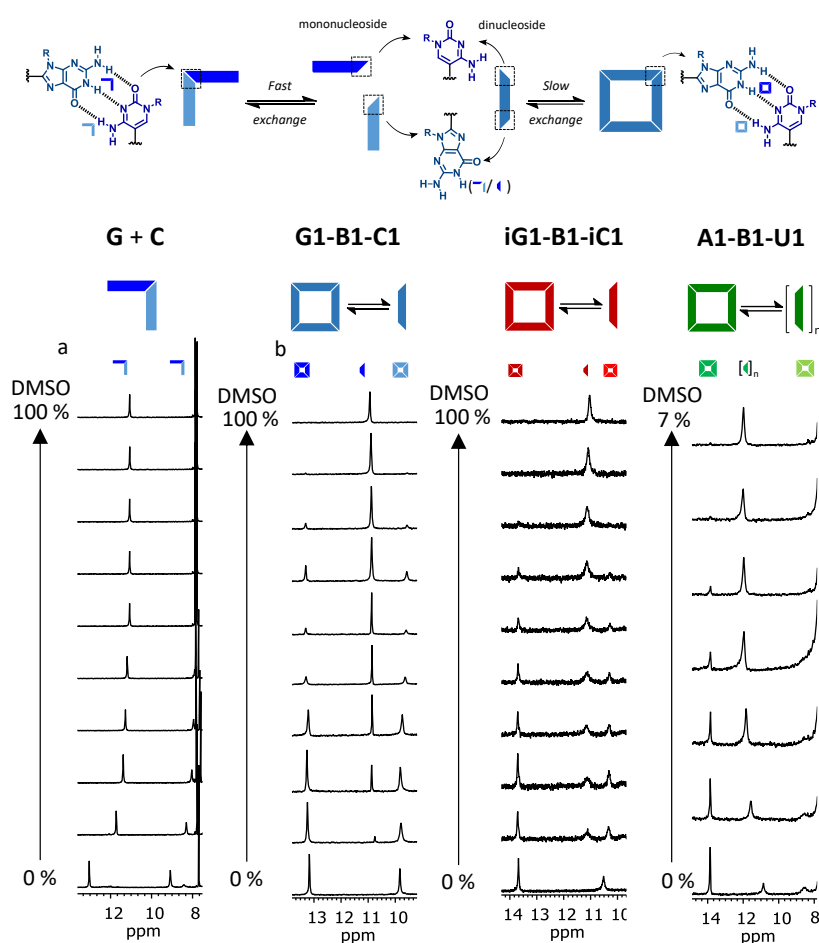 mononucleoside
dinucleoside
R
N
N
N
N
H
N
H
H
O
O
N
N
R
H
N
H
Fast
exchange
R
N
O
N
NH₂
R
N
N
N
N
O
H-N
H
N
H
( / )
Slow
exchange
R
N
N
N
N
H
N
H
H
O
O
N
N
R
H
N
H
G + C
G1-B1-C1
iG1-B1-iC1
A1-B1-U1
n
a
b
[ ]n
DMSO
100 %
DMSO
100 %
DMSO
100 %
DMSO
7 %
0 %
0 %
0 %
0 %
12 10 8
ppm
13 12 11 10
ppm
14 13 12 11 10
ppm
14 12 10 8
ppm